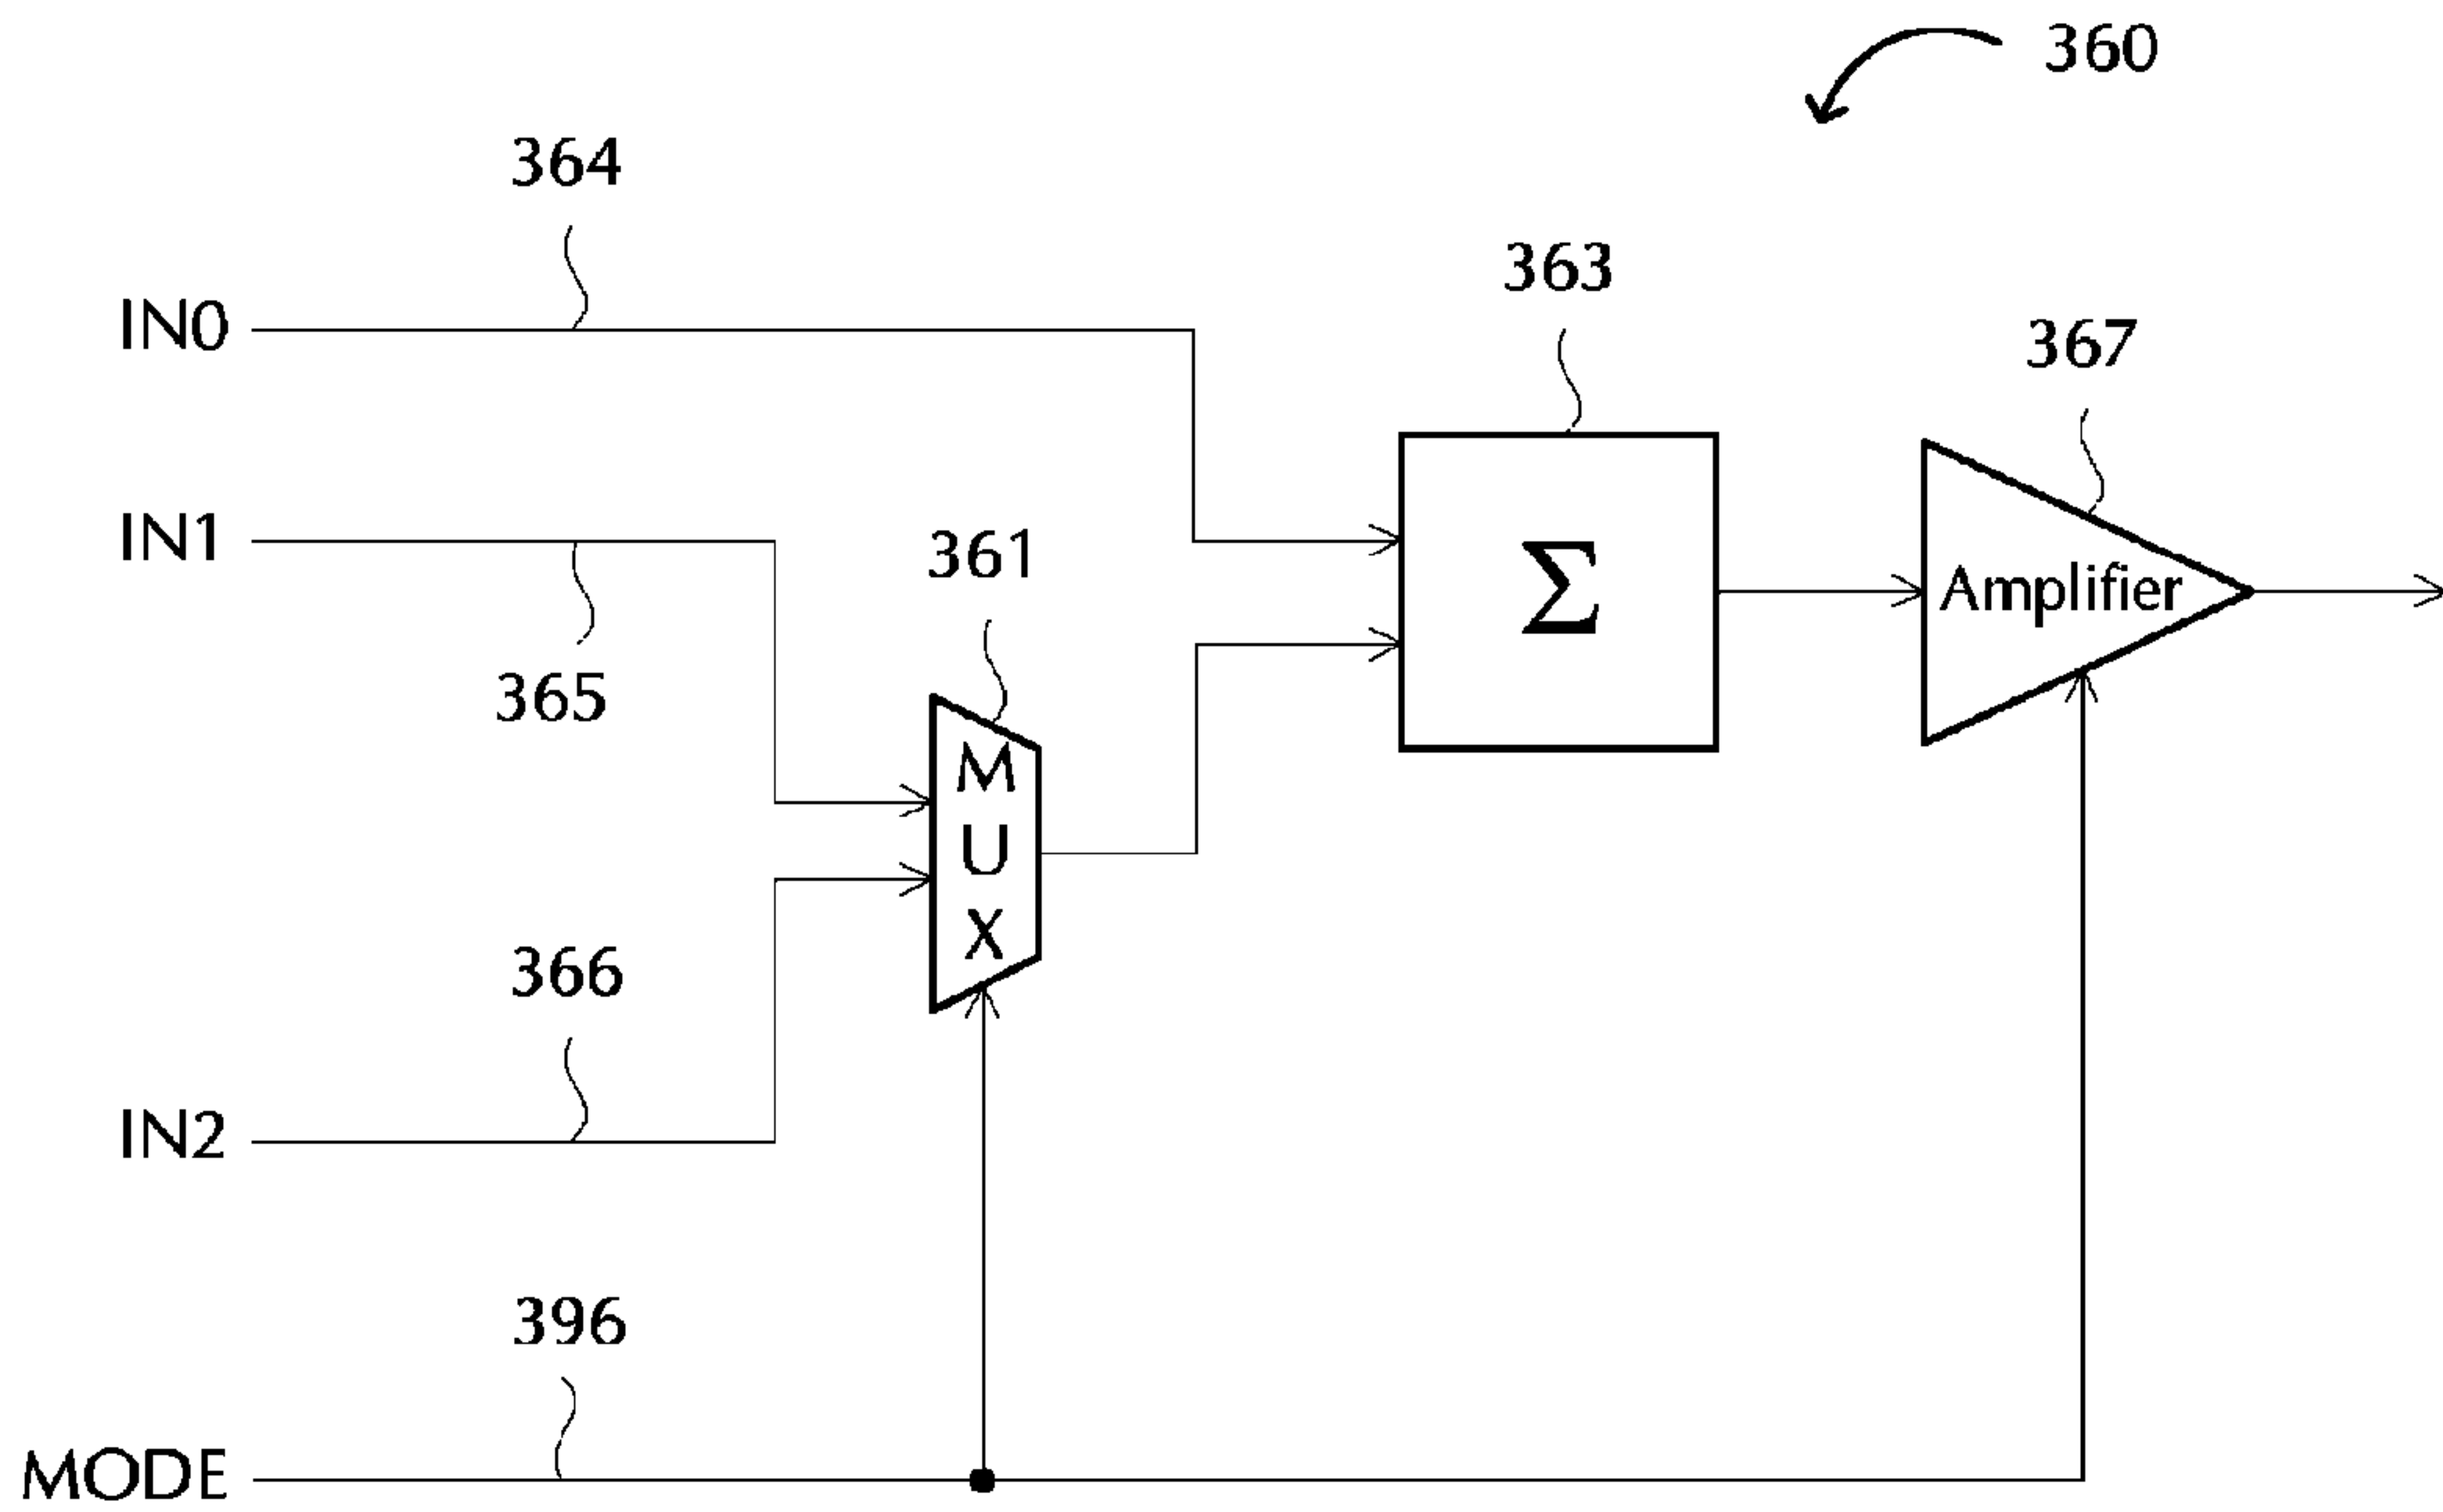 360
364
363
IN0
367
IN1
361
Σ
Amplifier
365
M
U
X
366
IN2
396
MODE